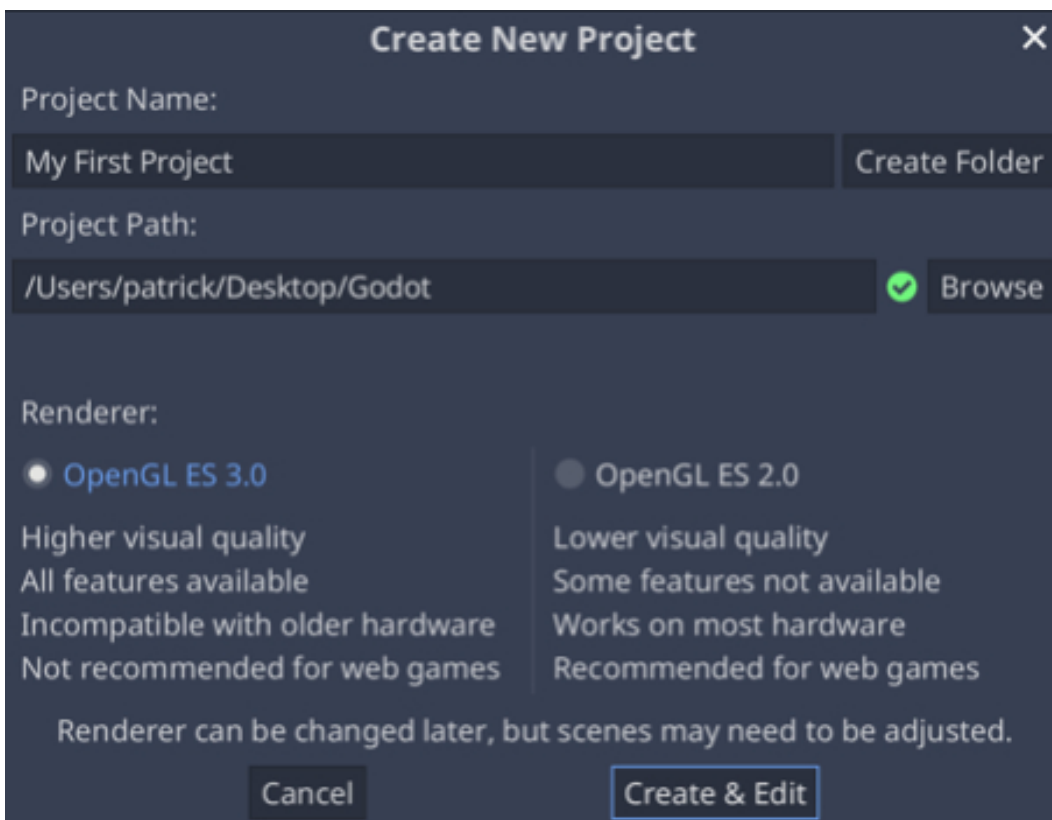 Create New Project
Project Name:
My First Project Create Folder
Project Path:
/Users/patrick/Desktop/Godot Browse
Renderer:
OpenGL ES 3.0
Higher visual quality
All features available
Incompatible with older hardware
Not recommended for web games
OpenGL ES 2.0
Lower visual quality
Some features not available
Works on most hardware
Recommended for web games
Renderer can be changed later, but scenes may need to be adjusted.
Cancel Create & Edit